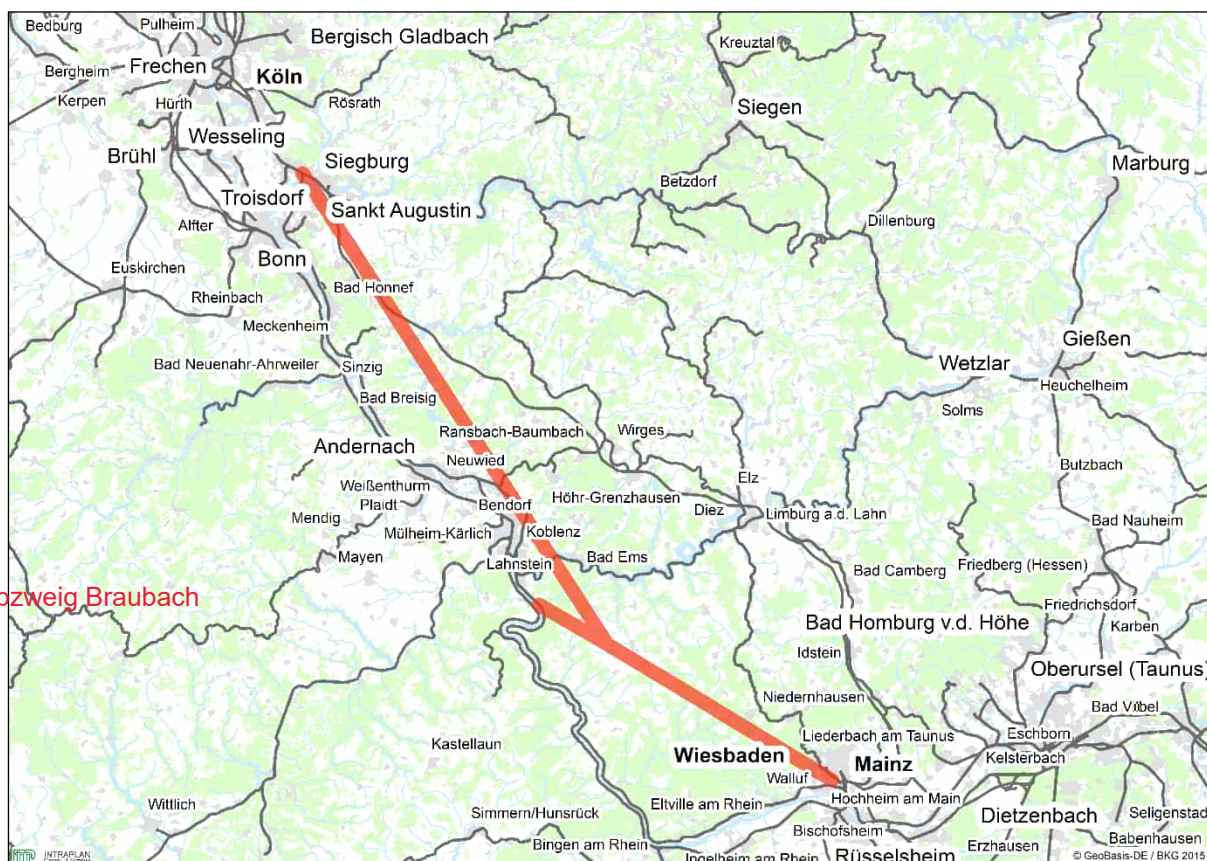 Bedburg
Pulheim
Bergisch Gladbach
Kreuztal
Bergheim
Frechen
Köln
Kerpen
Hürth
Rösrath
Siegen
Wesseling
Brühl
Siegburg
Marburg
Troisdorf
Sankt Augustin
Betzdorf
Alfter
Dillenburg
Bonn
Euskirchen
Rheinbach
Bad Honnef
Meckenheim
Gießen
Bad Neuenahr-Ahrweiler
Sinzig
Wetzlar
Heuchelheim
Bad Breisig
Solms
Ransbach-Baumbach
Wirges
Andernach
Neuwied
Butzbach
Weißenthurm
Elz
Plaidt
Bendorf
Höhr-Grenzhausen
Diez
Limburg a.d. Lahn
Mendig
Mülheim-Kärlich
Koblenz
Bad Nauheim
Mayen
Lahnstein
Bad Ems
Bad Camberg
Friedberg (Hessen)
zweig Braubach
Friedrichsdorf
Bad Homburg v.d. Höhe
Karben
Idstein
Oberursel (Taunus)
Niedernhausen
Bad Vilbel
Liederbach am Taunus
Eschborn
Kastellaun
Wiesbaden
Mainz
Kelsterbach
Walluf
Wittlich
Eltville am Rhein
Hochheim am Main
Simmern/Hunsrück
Dietzenbach
Seligenstad
Bischofsheim
Bingen am Rhein
Babenhausen
Ingelheim am Rhein
Rüsselsheim
Erzhausen
INTRAPLAN
© GeoBasis-DE / BKG 2015